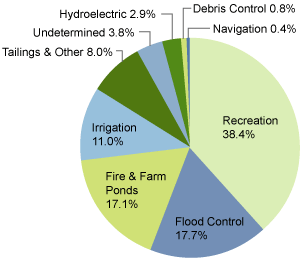 Debris Control 0.8%
Hydroelectric 2.9%
Navigation 0.4%
Undetermined 3.8%
Tailings & Other 8.0%
Recreation
38.4%
Irrigation
11.0%
Fire & Farm
Ponds
17.1%
Flood Control
17.7%